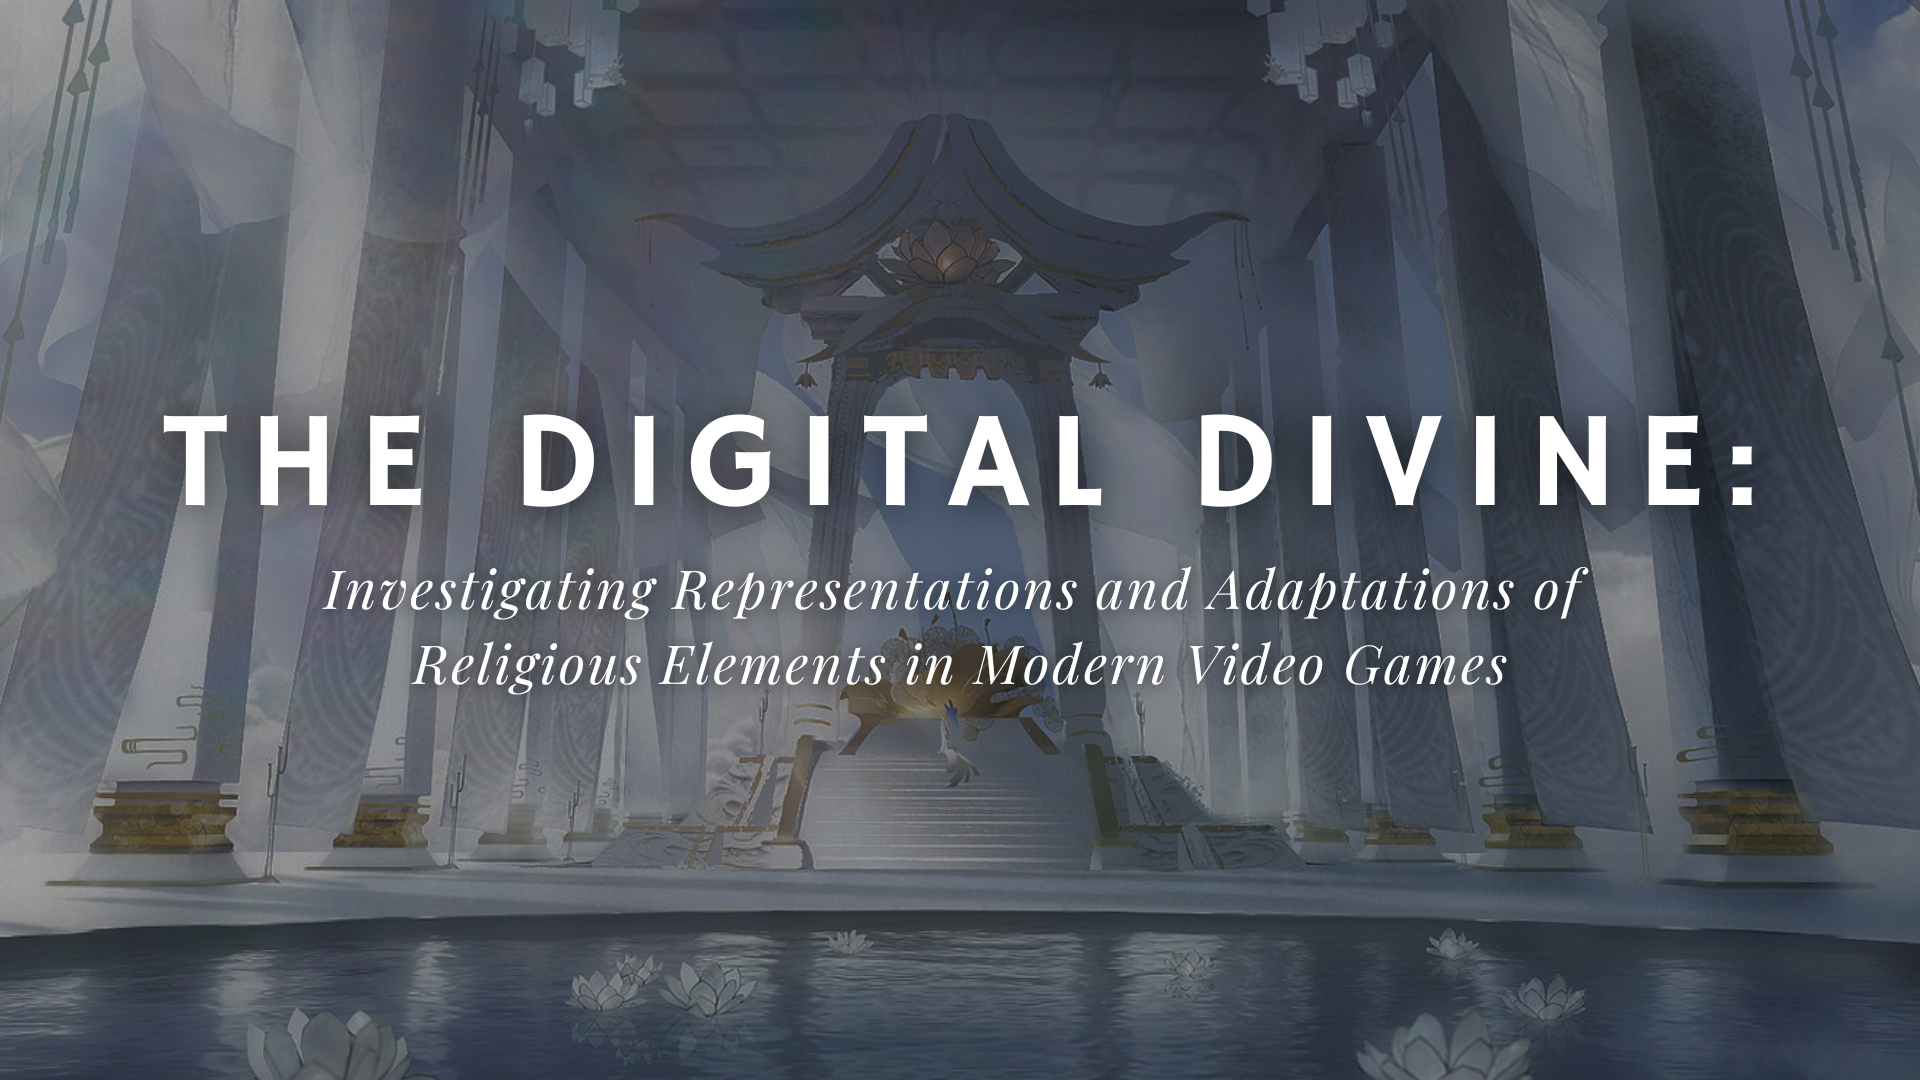 THE DIGITAL DIVINE:
Investigating Representations and Adaptations of
Religious Elements in Modern Video Games